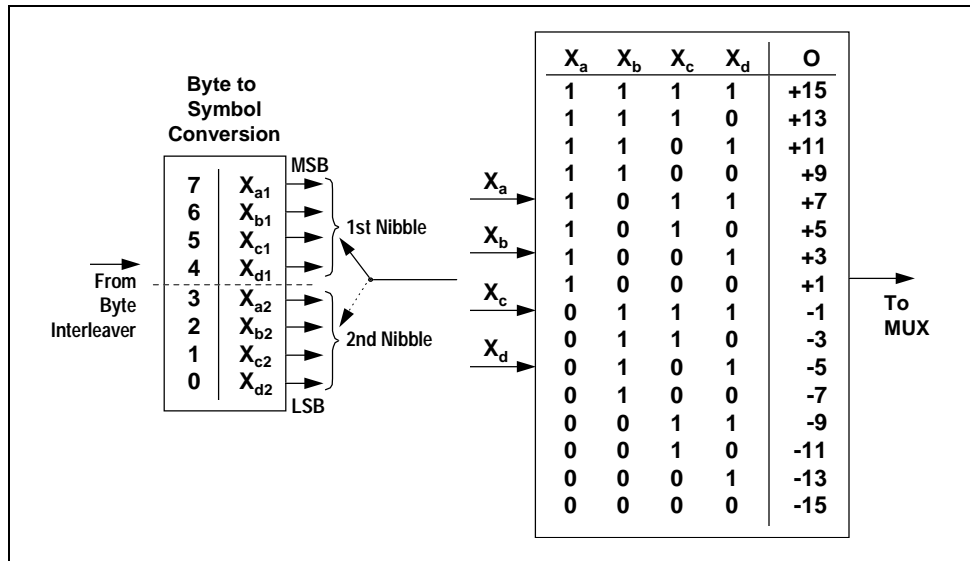 Byte to
Symbol
Conversion
MSB
7 Xa1
6 Xb1
5 Xc1
4 Xd1
1st Nibble
3 Xa2
2 Xb2
1 Xc2
0 Xd2
2nd Nibble
LSB
From
Byte
Interleaver
Xa
Xb
Xc
Xd
Xa Xb Xc Xd O
1 1 1 1 +15
1 1 1 0 +13
1 1 0 1 +11
1 1 0 0 +9
1 0 1 1 +7
1 0 1 0 +5
1 0 0 1 +3
1 0 0 0 +1
0 1 1 1 -1
0 1 1 0 -3
0 1 0 1 -5
0 1 0 0 -7
0 0 1 1 -9
0 0 1 0 -11
0 0 0 1 -13
0 0 0 0 -15
To
MUX